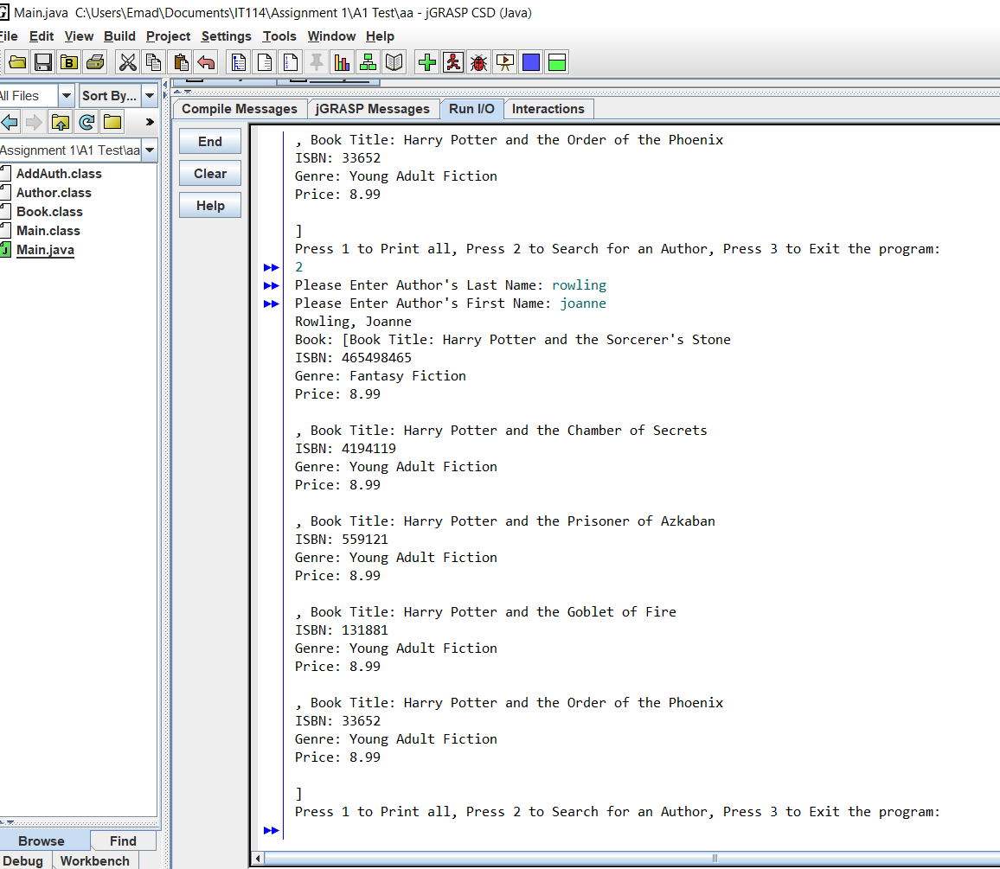 Main.java C:\Users\Emad\Documents\IT114\Assignment 1\A1 Test\aa - jGRASP CSD (Java)
File Edit View Build Project Settings Tools Window Help
All Files Sort By...
Assignment 1\A1 Test\aa
AddAuth.class
Author.class
Book.class
Main.class
Main.java
Browse Find
Debug Workbench
Compile Messages jGRASP Messages Run I/O Interactions
End
Clear
Help
, Book Title: Harry Potter and the Order of the Phoenix
ISBN: 33652
Genre: Young Adult Fiction
Price: 8.99
]
Press 1 to Print all, Press 2 to Search for an Author, Press 3 to Exit the program:
2
Please Enter Author's Last Name: rowling
Please Enter Author's First Name: joanne
Rowling, Joanne
Book: [Book Title: Harry Potter and the Sorcerer's Stone
ISBN: 465498465
Genre: Fantasy Fiction
Price: 8.99
, Book Title: Harry Potter and the Chamber of Secrets
ISBN: 4194119
Genre: Young Adult Fiction
Price: 8.99
, Book Title: Harry Potter and the Prisoner of Azkaban
ISBN: 559121
Genre: Young Adult Fiction
Price: 8.99
, Book Title: Harry Potter and the Goblet of Fire
ISBN: 131881
Genre: Young Adult Fiction
Price: 8.99
, Book Title: Harry Potter and the Order of the Phoenix
ISBN: 33652
Genre: Young Adult Fiction
Price: 8.99
]
Press 1 to Print all, Press 2 to Search for an Author, Press 3 to Exit the program: